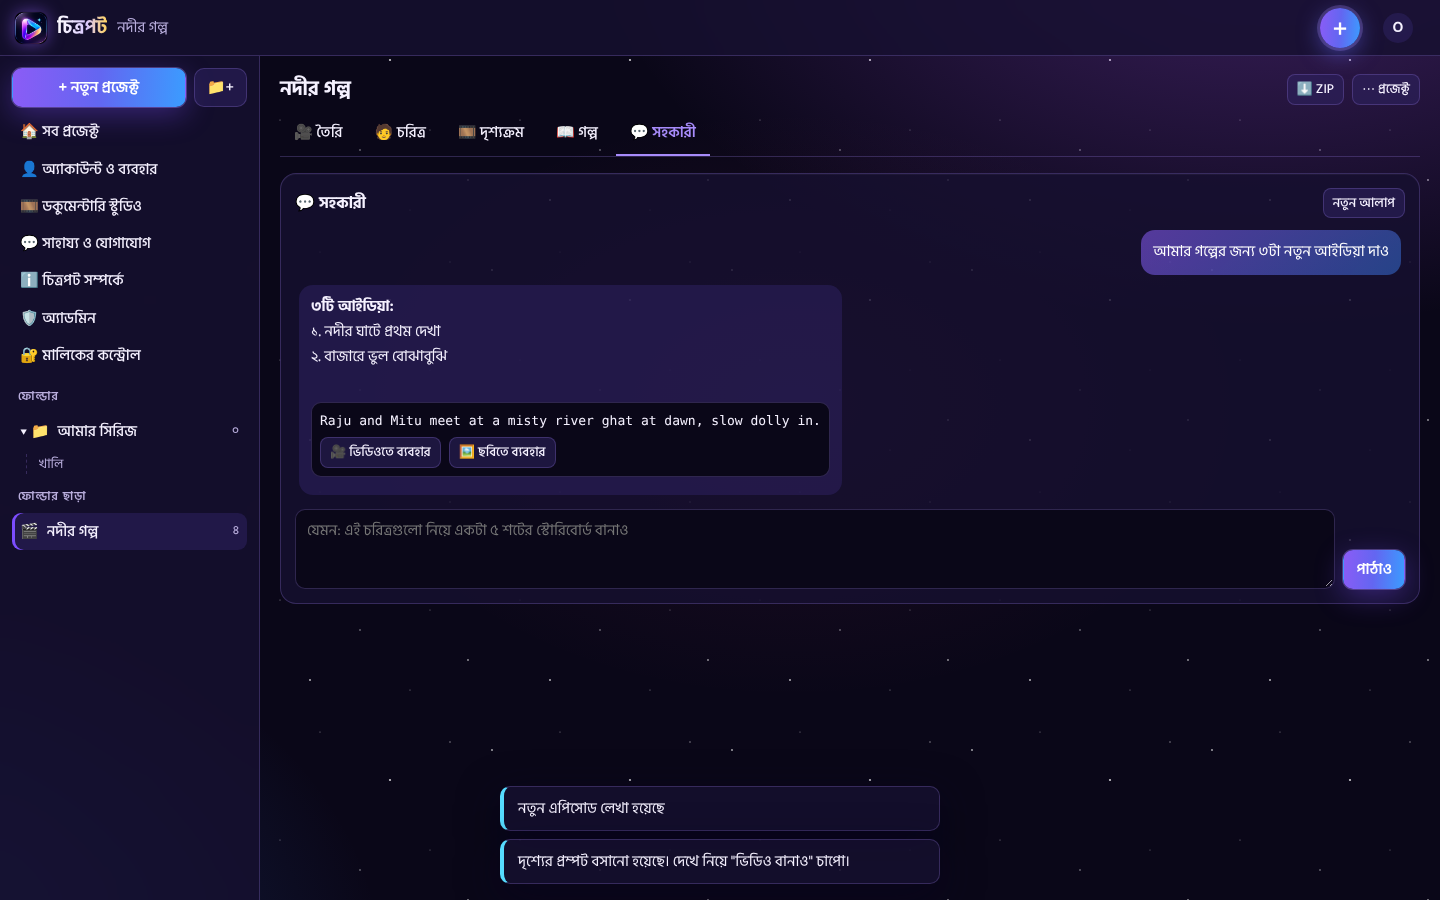 চিত্রপট নদীর গল্প
+ O
+ নতুন প্রজেক্ট
+
সব প্রজেক্ট
অ্যাকাউন্ট ও ব্যবহার
ডকুমেন্টারি স্টুডিও
সাহায্য ও যোগাযোগ
চিত্রপট সম্পর্কে
অ্যাডমিন
মালিকের কন্ট্রোল
ফোল্ডার
আমার সিরিজ ০
খালি
ফোল্ডার ছাড়া
নদীর গল্প 8
নদীর গল্প
ZIP
⋯ প্রজেক্ট
তৈরি
চরিত্র
দৃশ্যক্রম
গল্প
সহকারী
সহকারী
নতুন আলাপ
আমার গল্পের জন্য ৩টা নতুন আইডিয়া দাও
৩টি আইডিয়া:
১. নদীর ঘাটে প্রথম দেখা
২. বাজারে ভুল বোঝাবুঝি
Raju and Mitu meet at a misty river ghat at dawn, slow dolly in.
ভিডিওতে ব্যবহার
ছবিতে ব্যবহার
যেমন: এই চরিত্রগুলো নিয়ে একটা ৫ শটের স্টোরিবোর্ড বানাও
পাঠাও
নতুন এপিসোড লেখা হয়েছে
দৃশ্যের প্রম্পট বসানো হয়েছে। দেখে নিয়ে "ভিডিও বানাও" চাপো।